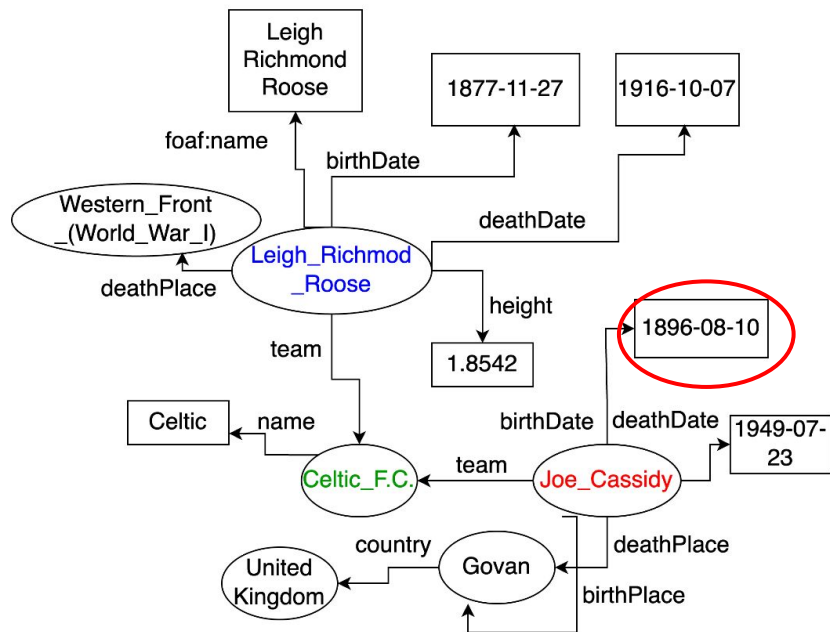 Leigh
Richmond
Roose
1877-11-27
1916-10-07
foaf:name
birthDate
Western_Front
_(World_War_I)
deathDate
Leigh_Richmod
_Roose
deathPlace
height
1896-08-10
team
1.8542
Celtic
name
birthDate
deathDate
1949-07-
23
Celtic_F.C.
team
Joe_Cassidy
country
deathPlace
United
Kingdom
Govan
birthPlace